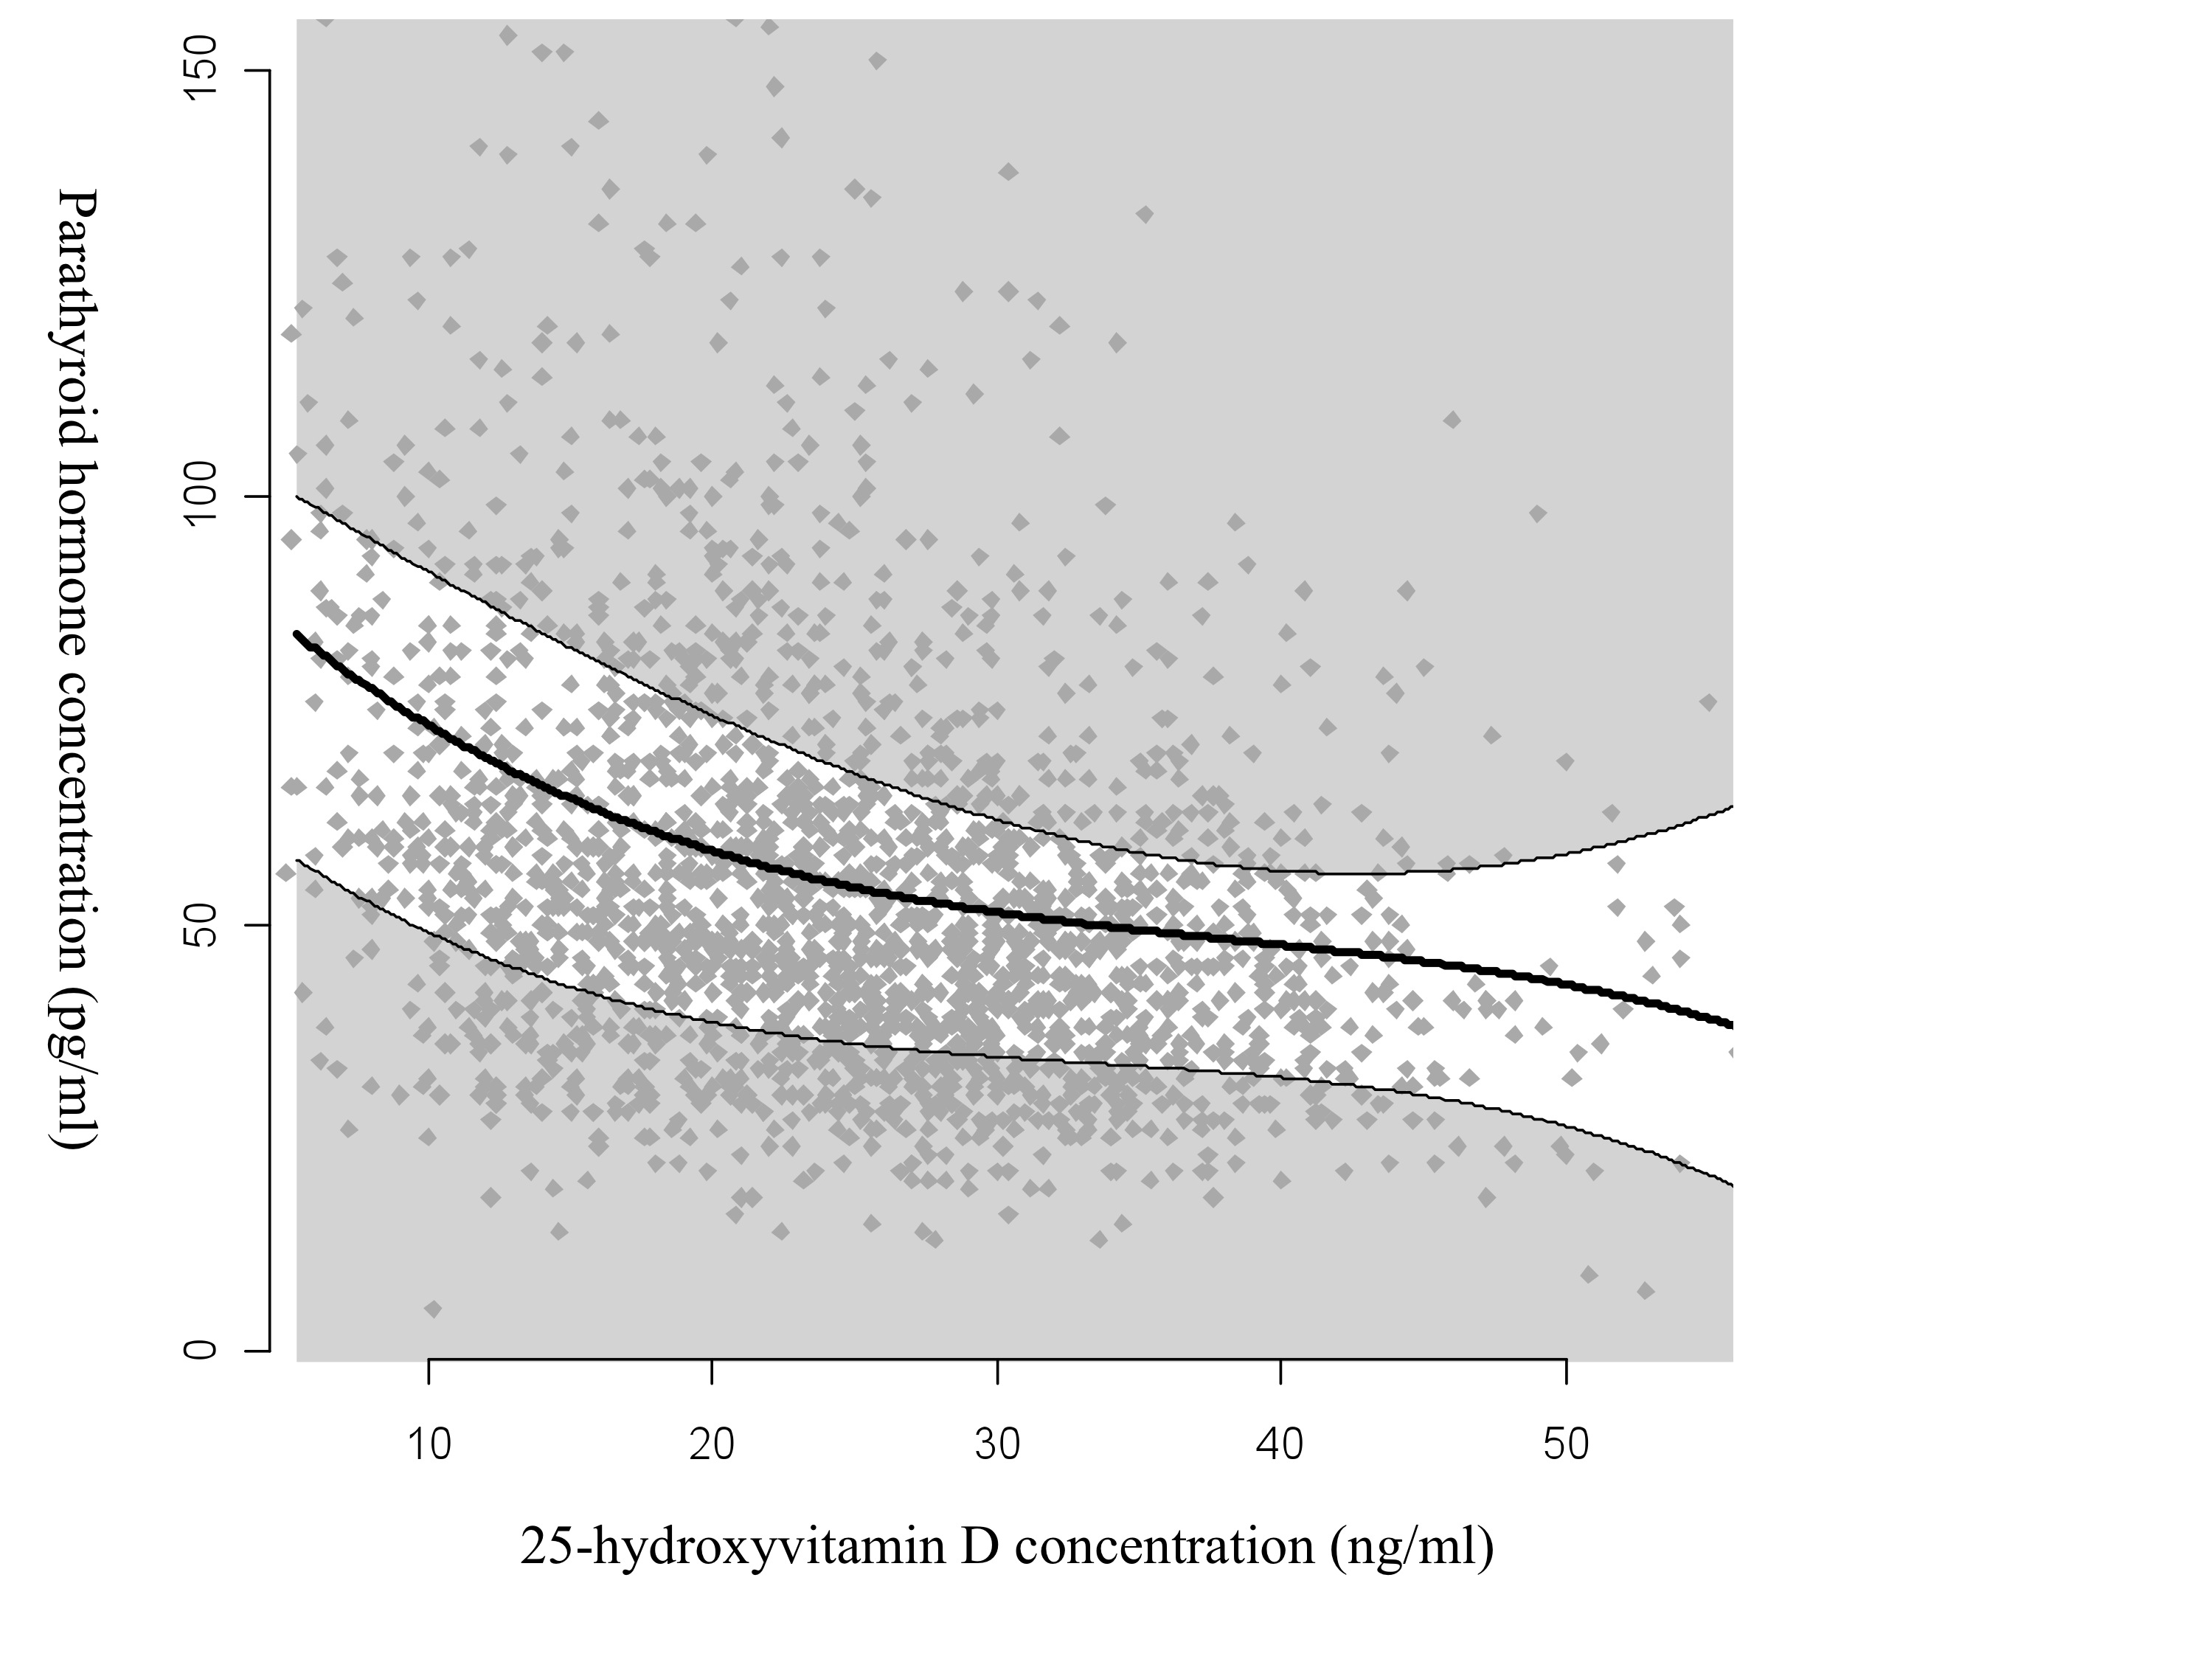 Parathyroid hormone concentration (pg/ml)
150
100
50
0
10 20 30 40 50
25-hydroxyvitamin D concentration (ng/ml)